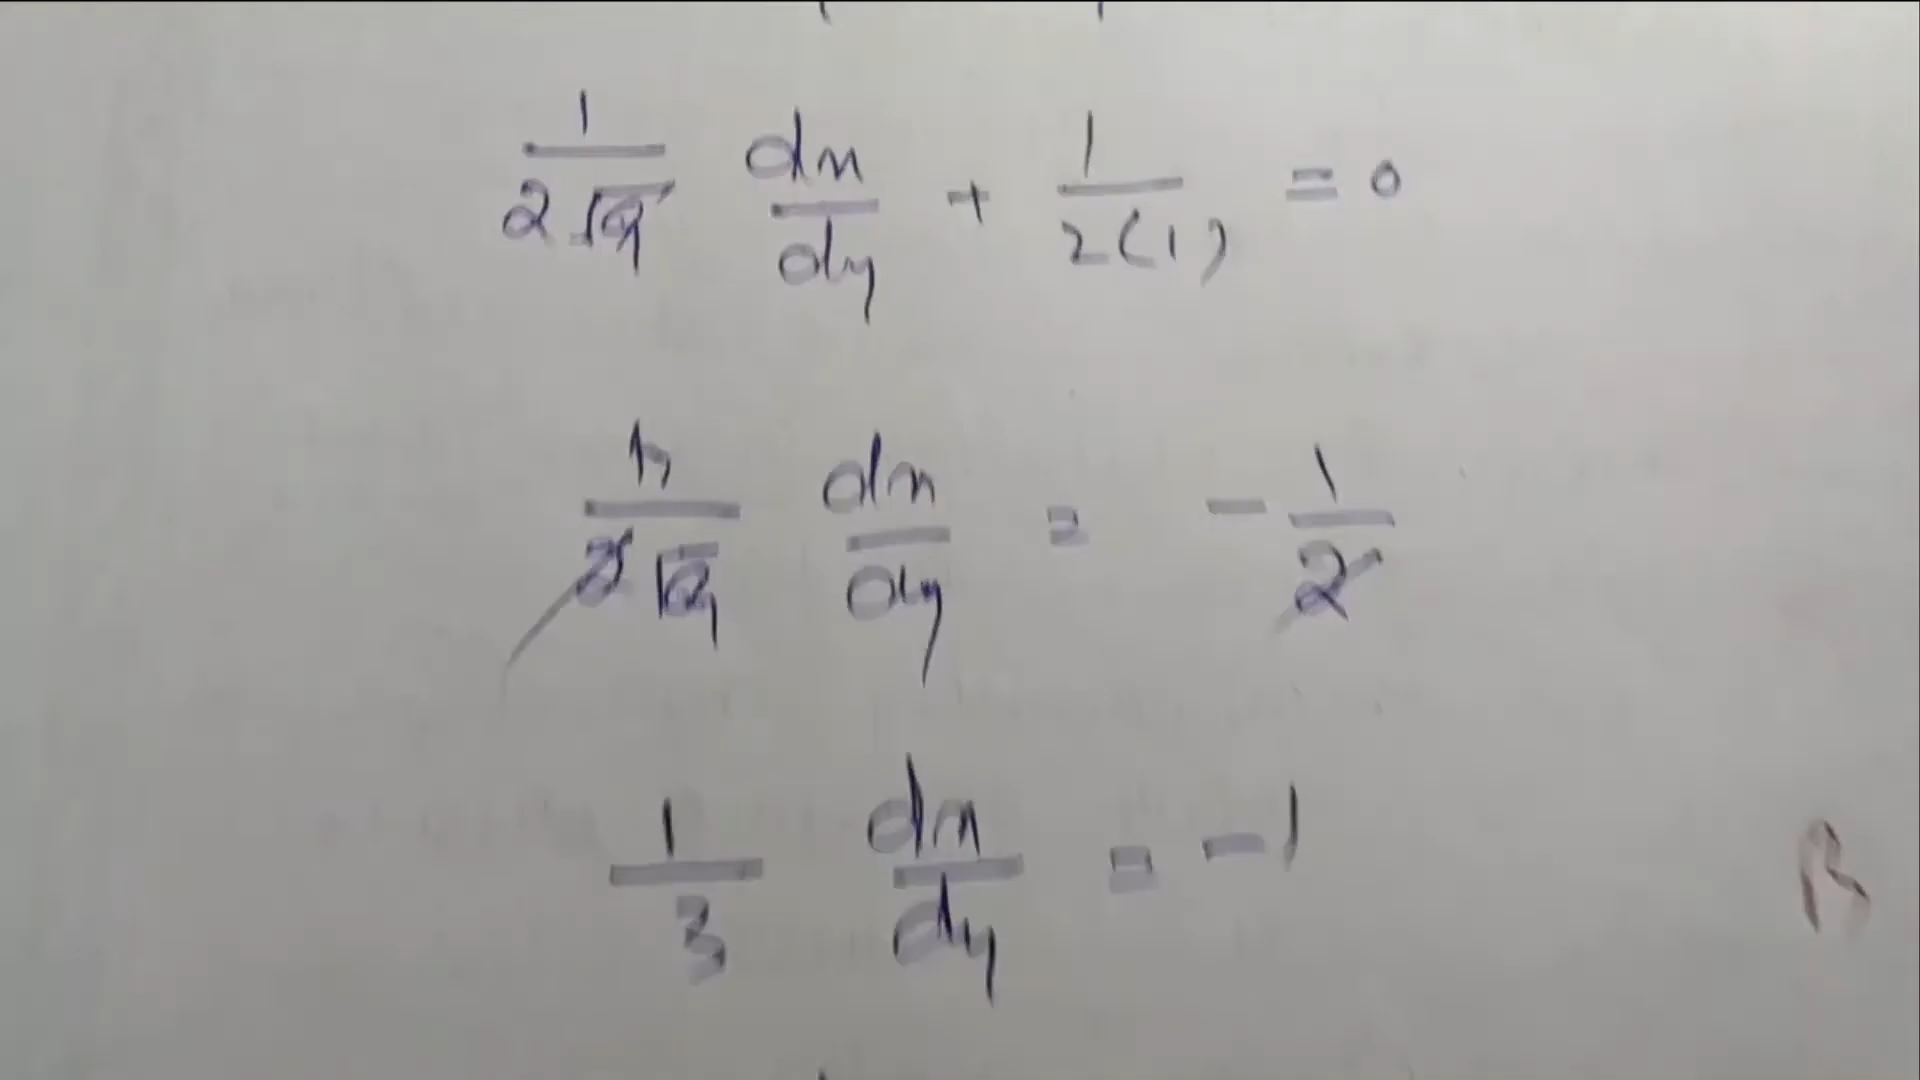 1/(2√9) dx/dy + 1/(2(1)) = 0
1/(2√9) dx/dy = -1/2
1/3 dx/dy = -1